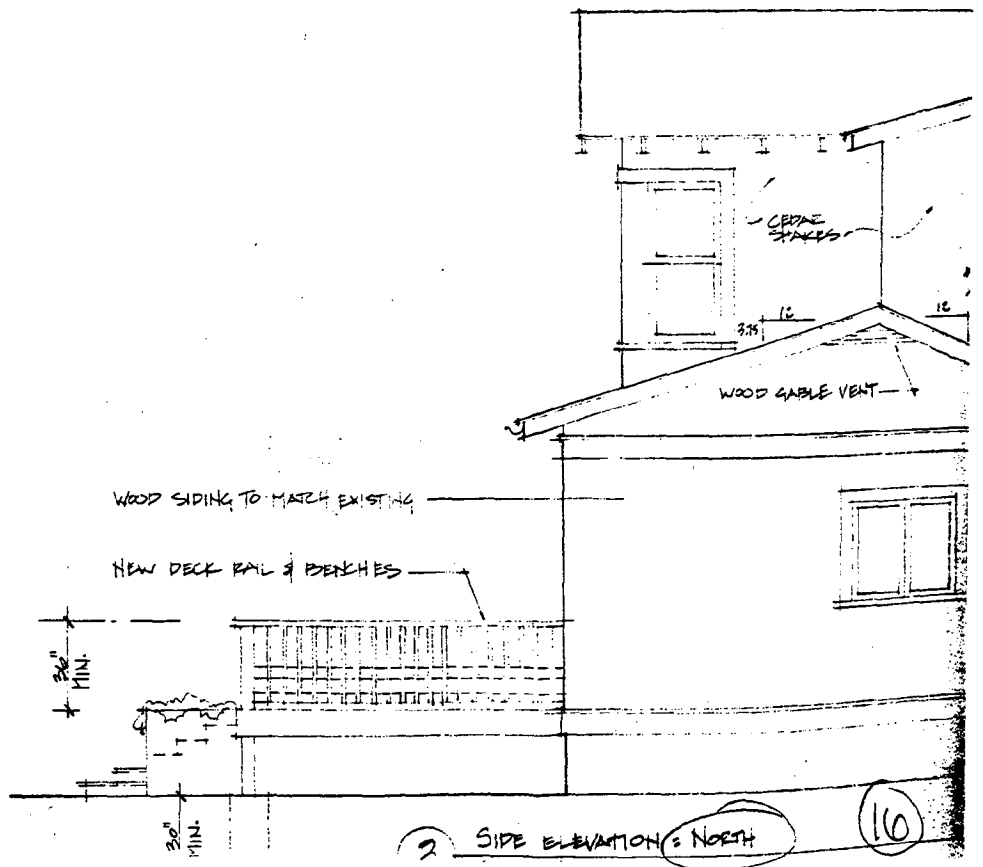 CEDAR
SHAKES
12
3.75
12
WOOD GABLE VENT
WOOD SIDING TO MATCH EXISTING
NEW DECK RAIL & BENCHES
36"
MIN.
30"
MIN.
2 SIDE ELEVATION : NORTH
16